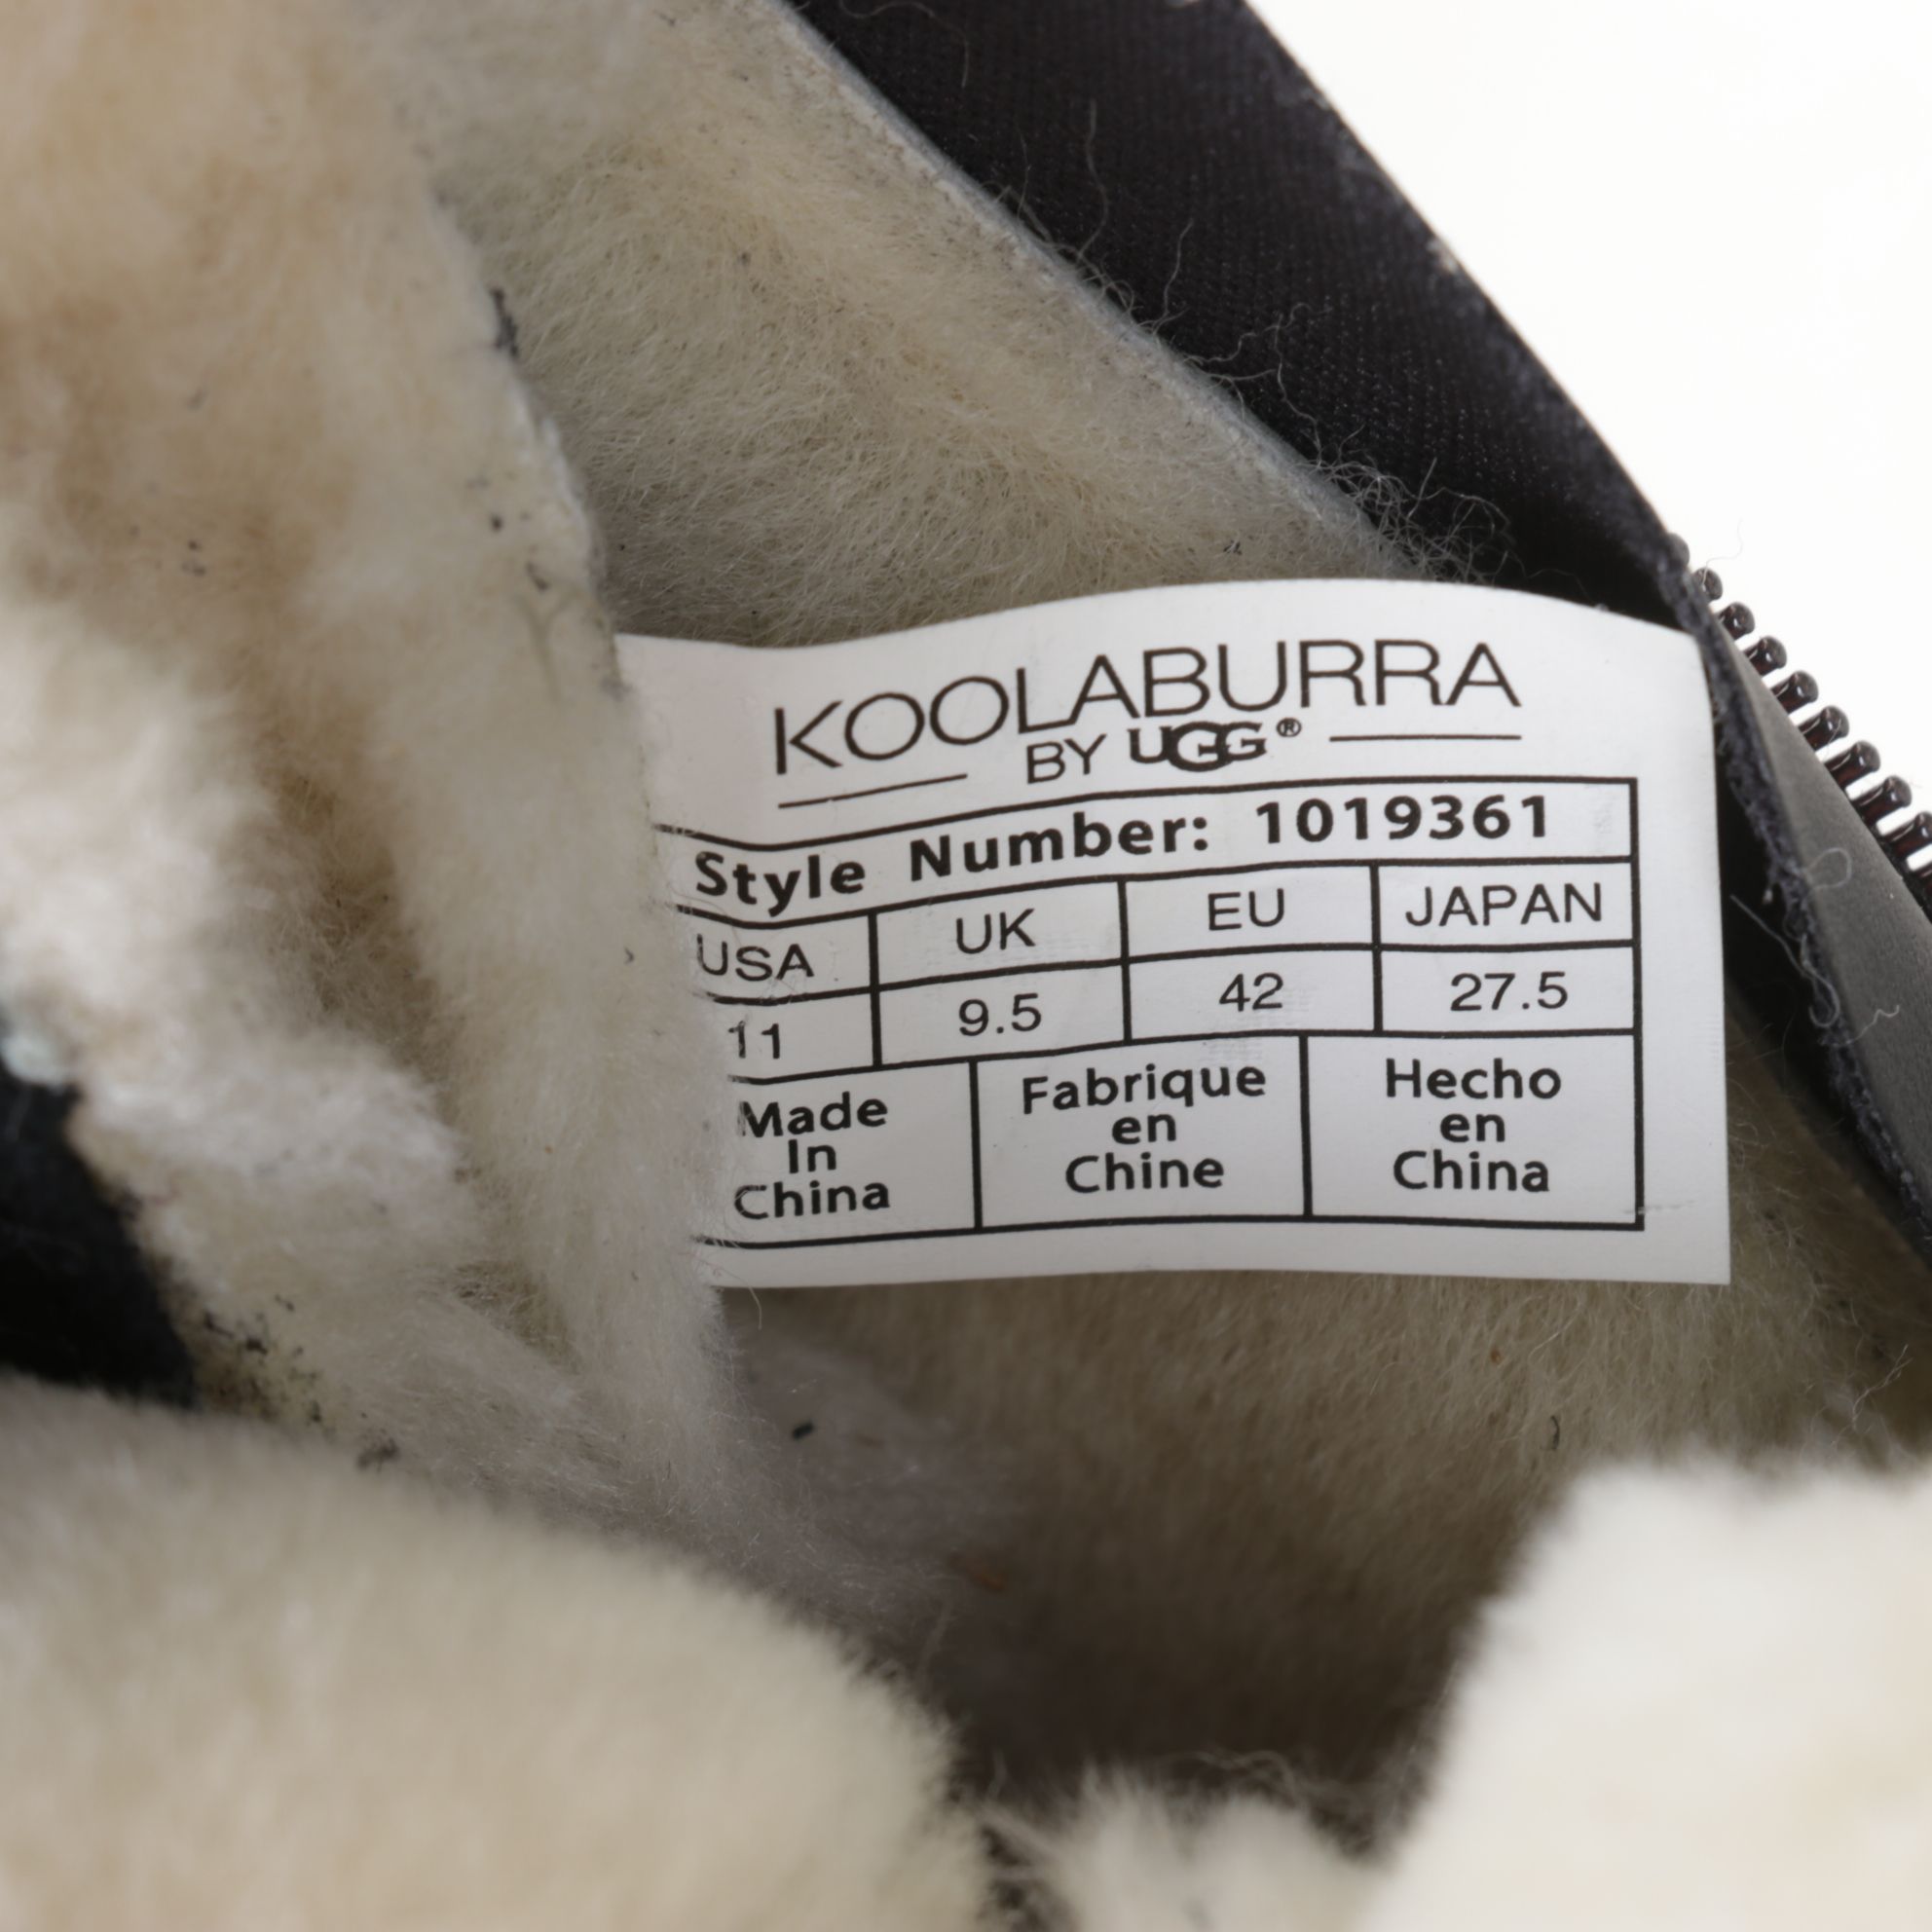 KOOLABURRA
BY UGG®
Style Number: 1019361
USA UK EU JAPAN
11 9.5 42 27.5
Made
In
China
Fabrique
en
Chine
Hecho
en
China